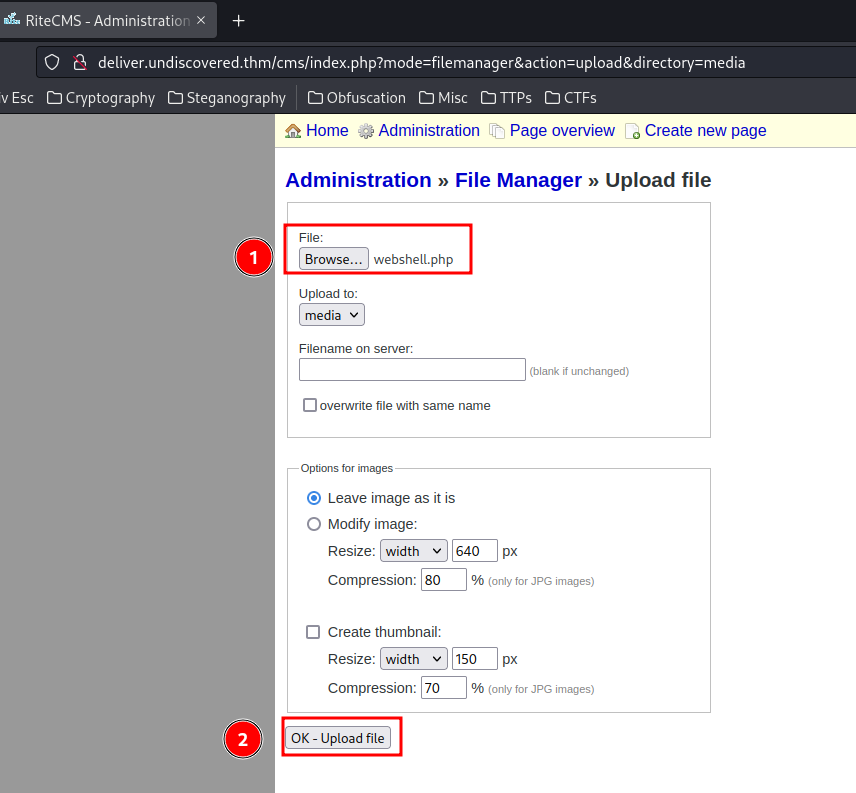 RiteCMS - Administration
deliver.undiscovered.thm/cms/index.php?mode=filemanager&action=upload&directory=media
iv Esc Cryptography Steganography Obfuscation Misc TTPs CTFs
Home Administration Page overview Create new page
Administration » File Manager » Upload file
1
File:
Browse... webshell.php
Upload to:
media
Filename on server:
(blank if unchanged)
overwrite file with same name
Options for images
Leave image as it is
Modify image:
Resize: width 640 px
Compression: 80 % (only for JPG images)
Create thumbnail:
Resize: width 150 px
Compression: 70 % (only for JPG images)
2
OK - Upload file